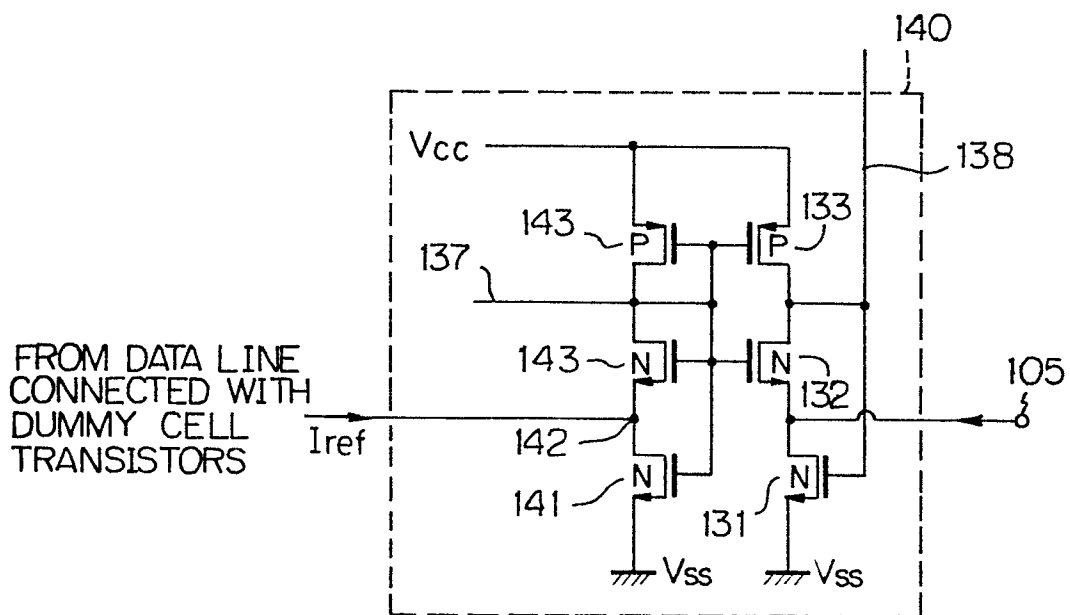 140
Vcc
138
143
P
P
133
137
FROM DATA LINE
CONNECTED WITH
DUMMY CELL
TRANSISTORS
143
N
N
132
105
Iref
142
N
141
N
131
Vss
Vss